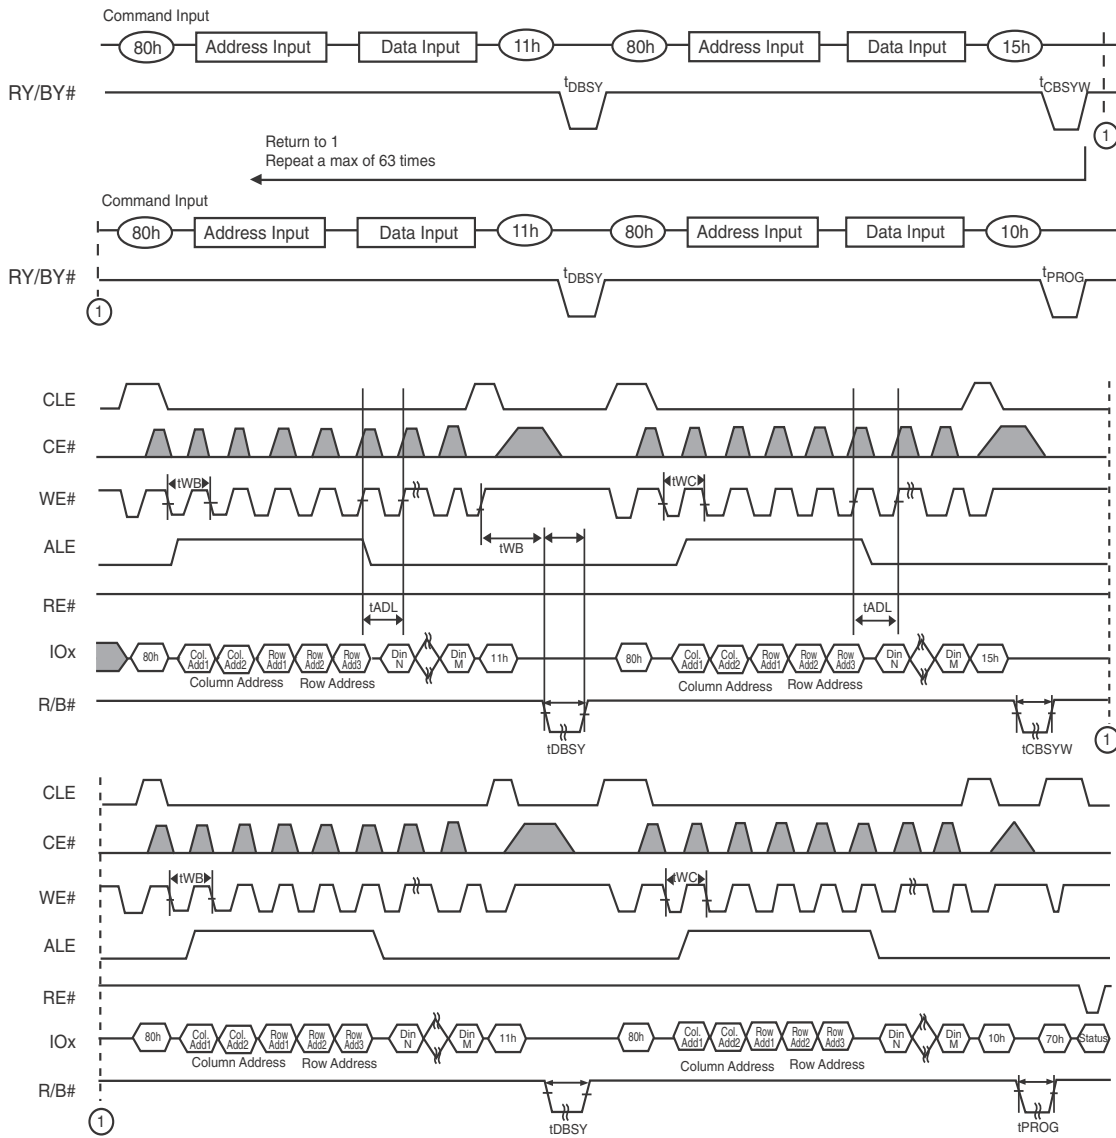 Command Input
80h Address Input Data Input 11h 80h Address Input Data Input 15h
RY/BY# tDBSY tCBSYW
1
Return to 1
Repeat a max of 63 times
Command Input
80h Address Input Data Input 11h 80h Address Input Data Input 10h
RY/BY# tDBSY tPROG
1
CLE
CE#
WE# tWB tWC
ALE tWB
RE# tADL tADL
IOx 80h Col. Add1 Col. Add2 Row Add1 Row Add2 Row Add3 Din N Din M 11h 80h Col. Add1 Col. Add2 Row Add1 Row Add2 Row Add3 Din N Din M 15h
Column Address Row Address Column Address Row Address
R/B#
tDBSY tCBSYW 1
CLE
CE#
WE# tWB tWC
ALE
RE#
IOx 80h Col. Add1 Col. Add2 Row Add1 Row Add2 Row Add3 Din N Din M 11h 80h Col. Add1 Col. Add2 Row Add1 Row Add2 Row Add3 Din N Din M 10h 70h Status
Column Address Row Address Column Address Row Address
R/B#
1 tDBSY tPROG